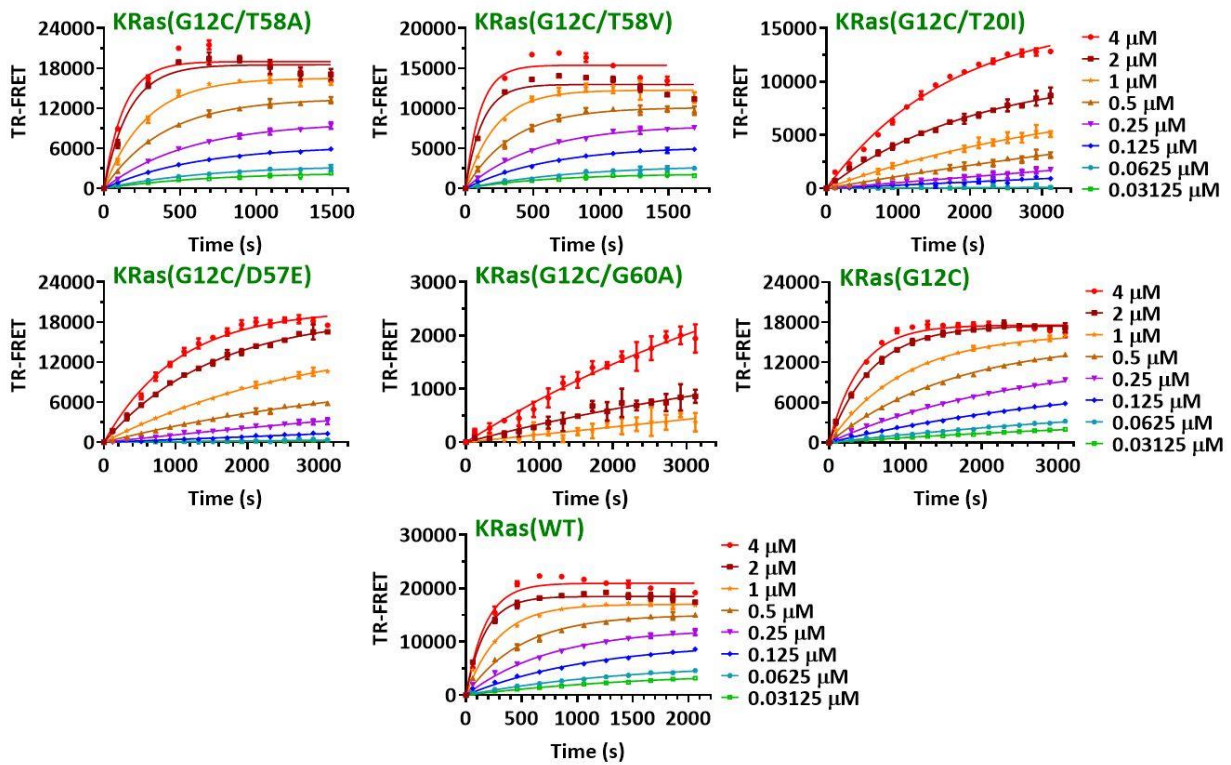 KRas(G12C/T58A)
24000
18000
12000
6000
0
TR-FRET
0 500 1000 1500
Time (s)
KRas(G12C/T58V)
18000
15000
12000
9000
6000
3000
0
TR-FRET
0 500 1000 1500
Time (s)
KRas(G12C/T20I)
15000
10000
5000
0
TR-FRET
0 1000 2000 3000
Time (s)
4 μM
2 μM
1 μM
0.5 μM
0.25 μM
0.125 μM
0.0625 μM
0.03125 μM
KRas(G12C/D57E)
24000
18000
12000
6000
0
TR-FRET
0 1000 2000 3000
Time (s)
KRas(G12C/G60A)
3000
2000
1000
0
TR-FRET
0 1000 2000 3000
Time (s)
KRas(G12C)
24000
18000
12000
6000
0
TR-FRET
0 1000 2000 3000
Time (s)
4 μM
2 μM
1 μM
0.5 μM
0.25 μM
0.125 μM
0.0625 μM
0.03125 μM
KRas(WT)
30000
20000
10000
0
TR-FRET
0 500 1000 1500 2000
Time (s)
4 μM
2 μM
1 μM
0.5 μM
0.25 μM
0.125 μM
0.0625 μM
0.03125 μM